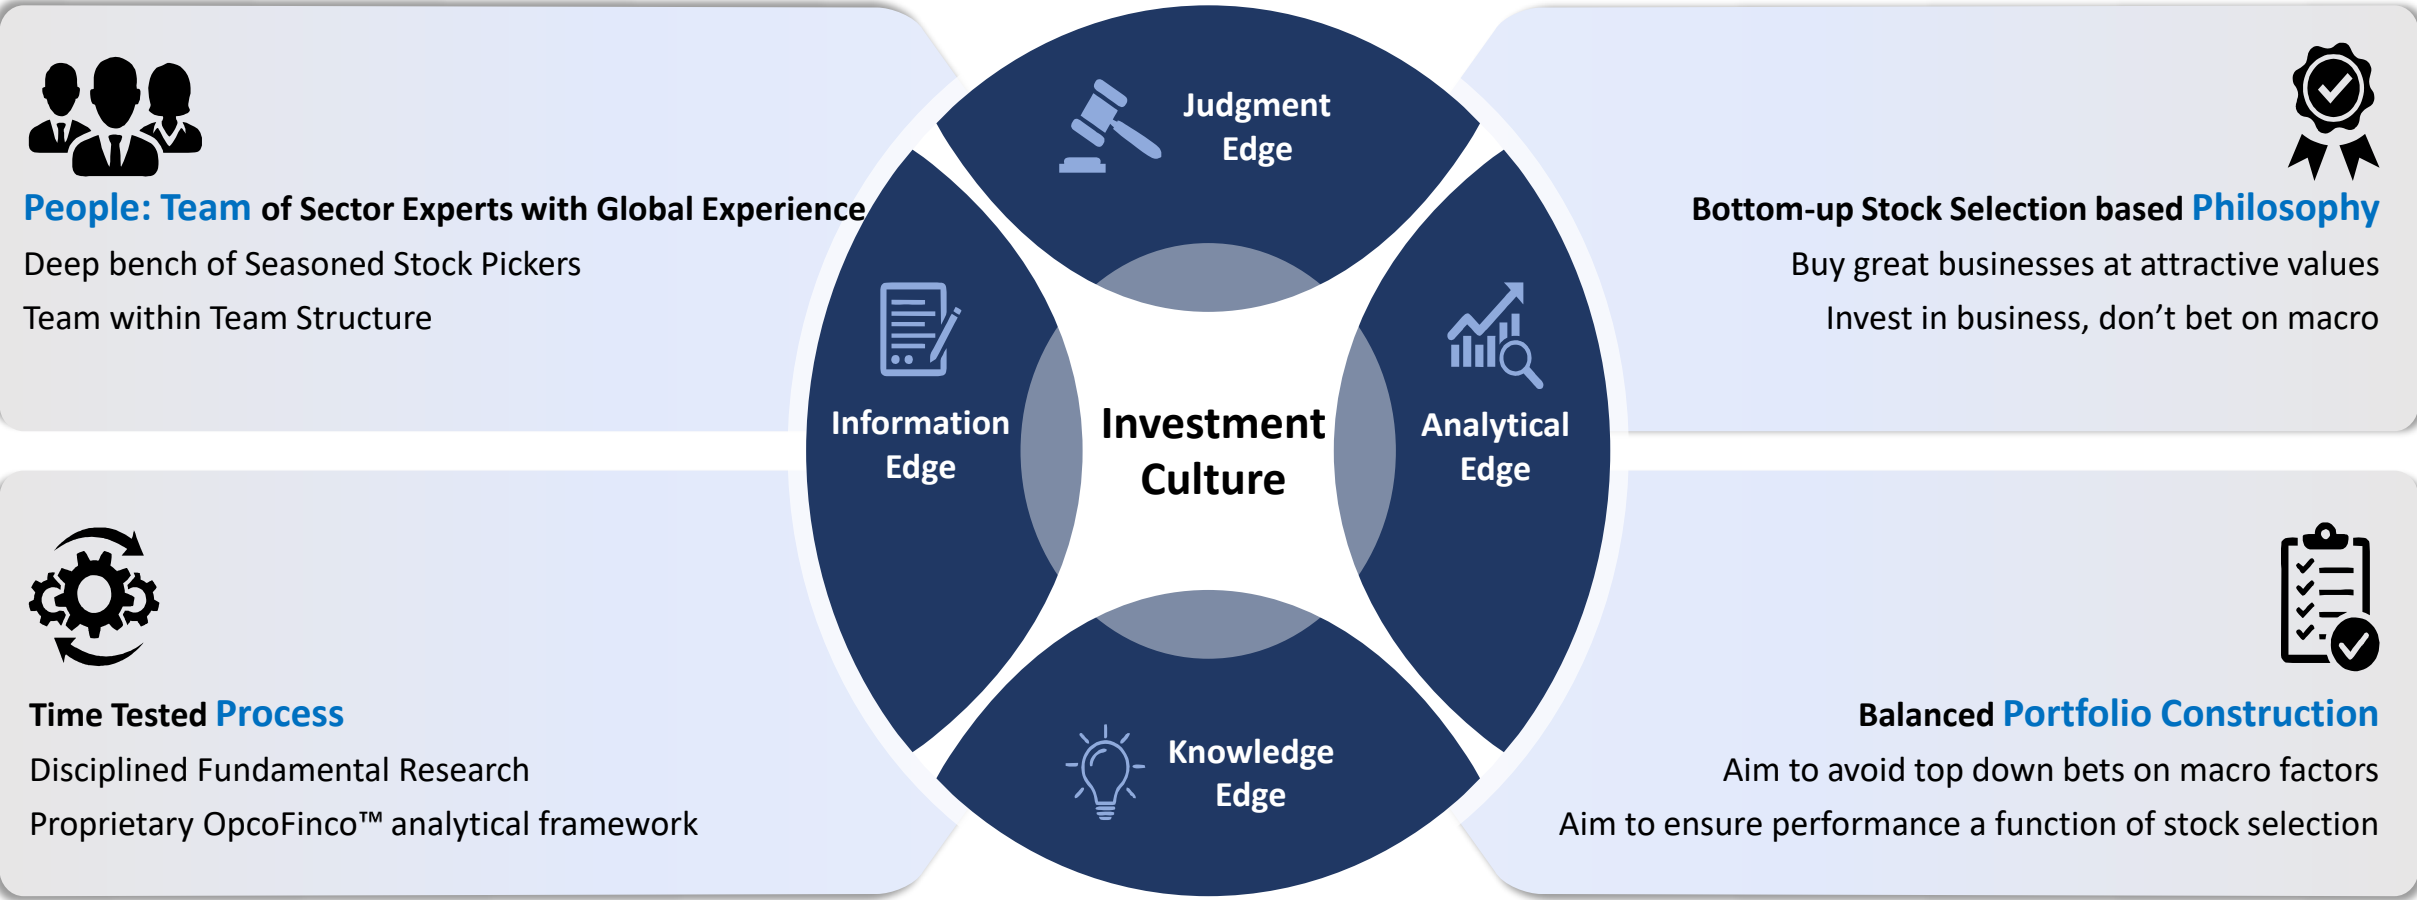 People: Team of Sector Experts with Global Experience
Deep bench of Seasoned Stock Pickers
Team within Team Structure
Judgment
Edge
Bottom-up Stock Selection based Philosophy
Buy great businesses at attractive values
Invest in business, don’t bet on macro
Information
Edge
Investment
Culture
Analytical
Edge
Time Tested Process
Disciplined Fundamental Research
Proprietary OpcoFinco™ analytical framework
Knowledge
Edge
Balanced Portfolio Construction
Aim to avoid top down bets on macro factors
Aim to ensure performance a function of stock selection